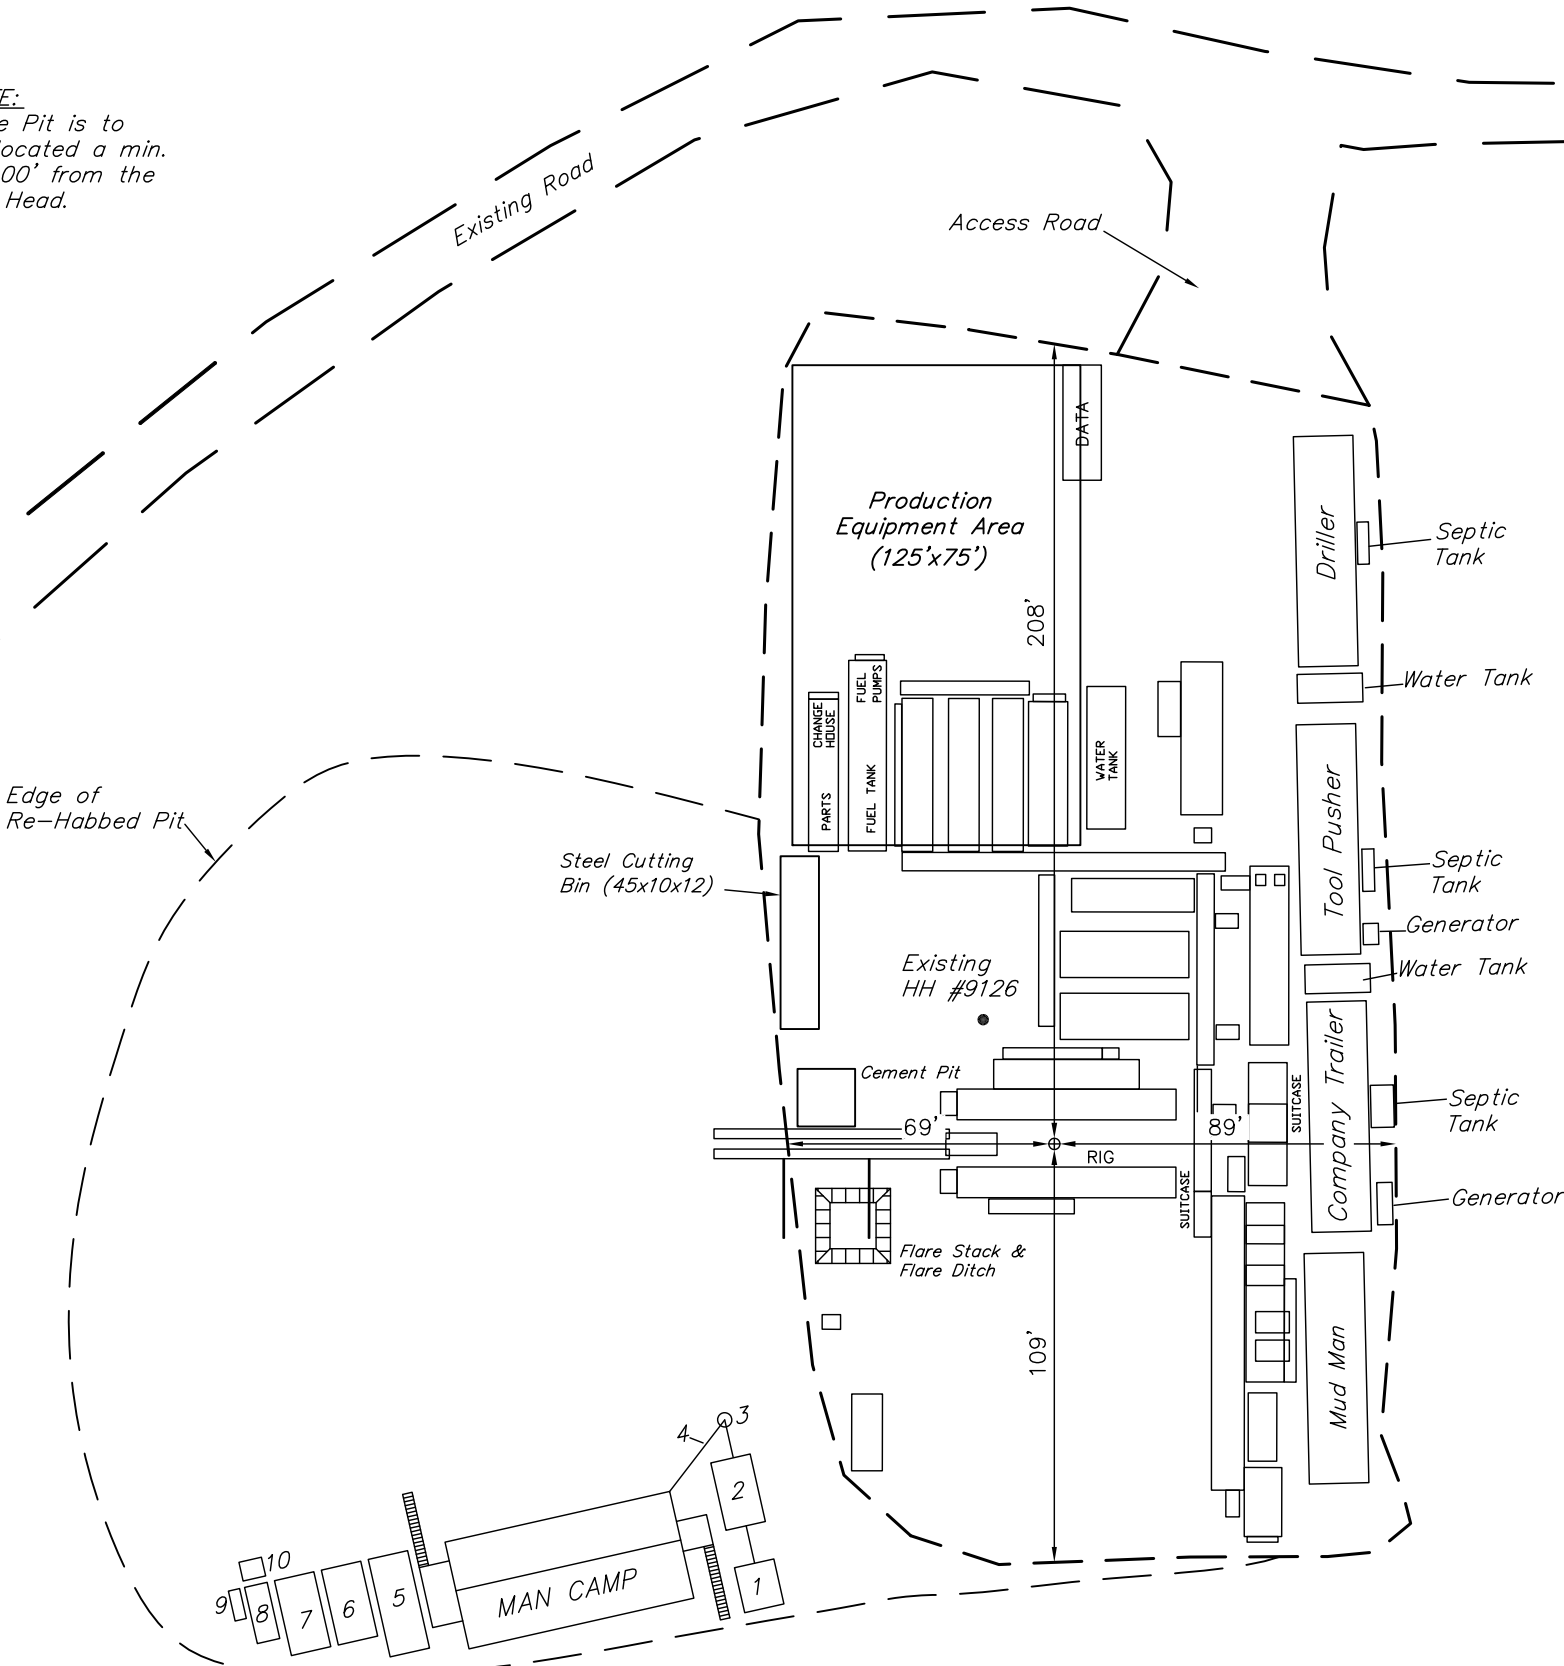 E:
e Pit is to
located a min.
00' from the
Head.
Existing Road
Access Road
DATA
Production
Equipment Area
(125'x75')
208'
Driller
Septic
Tank
Water Tank
CHANGE
HOUSE
PARTS
FUEL
PUMPS
FUEL TANK
WATER
TANK
Tool Pusher
Edge of
Re-Habbed Pit
Steel Cutting
Bin (45x10x12)
Septic
Tank
Generator
Water Tank
Existing
HH #9126
Company Trailer
Cement Pit
SUITCASE
Septic
Tank
69'
89'
RIG
SUITCASE
Generator
Flare Stack &
Flare Ditch
109'
Mud Man
3
4
2
1
MAN CAMP
5
6
7
8
9
10